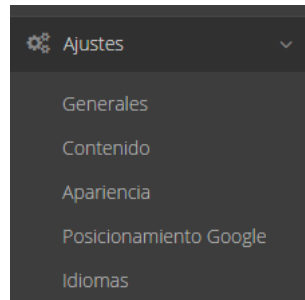 Ajustes
Generales
Contenido
Apariencia
Posicionamiento Google
Idiomas